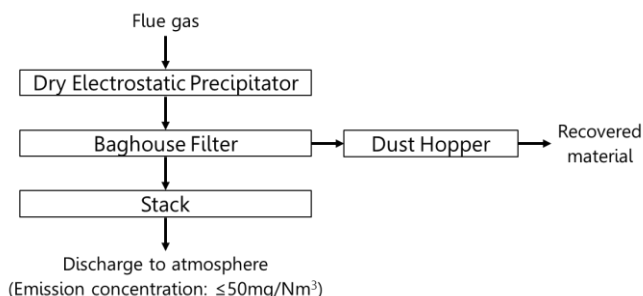 Flue gas
Dry Electrostatic Precipitator
Baghouse Filter
Dust Hopper
Recovered
material
Stack
Discharge to atmosphere
(Emission concentration: ≤50mg/Nm³)